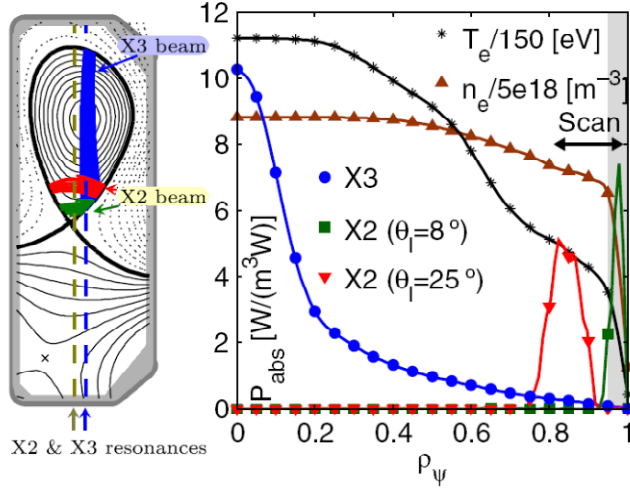 X3 beam
X2 beam
×
X2 & X3 resonances
12
10
8
6
4
2
0
P_abs [W/(m³W)]
T_e/150 [eV]
n_e/5e18 [m⁻³]
Scan
X3
X2 (θ_l=8°)
X2 (θ_l=25°)
0 0.2 0.4 0.6 0.8 1
ρ_ψ